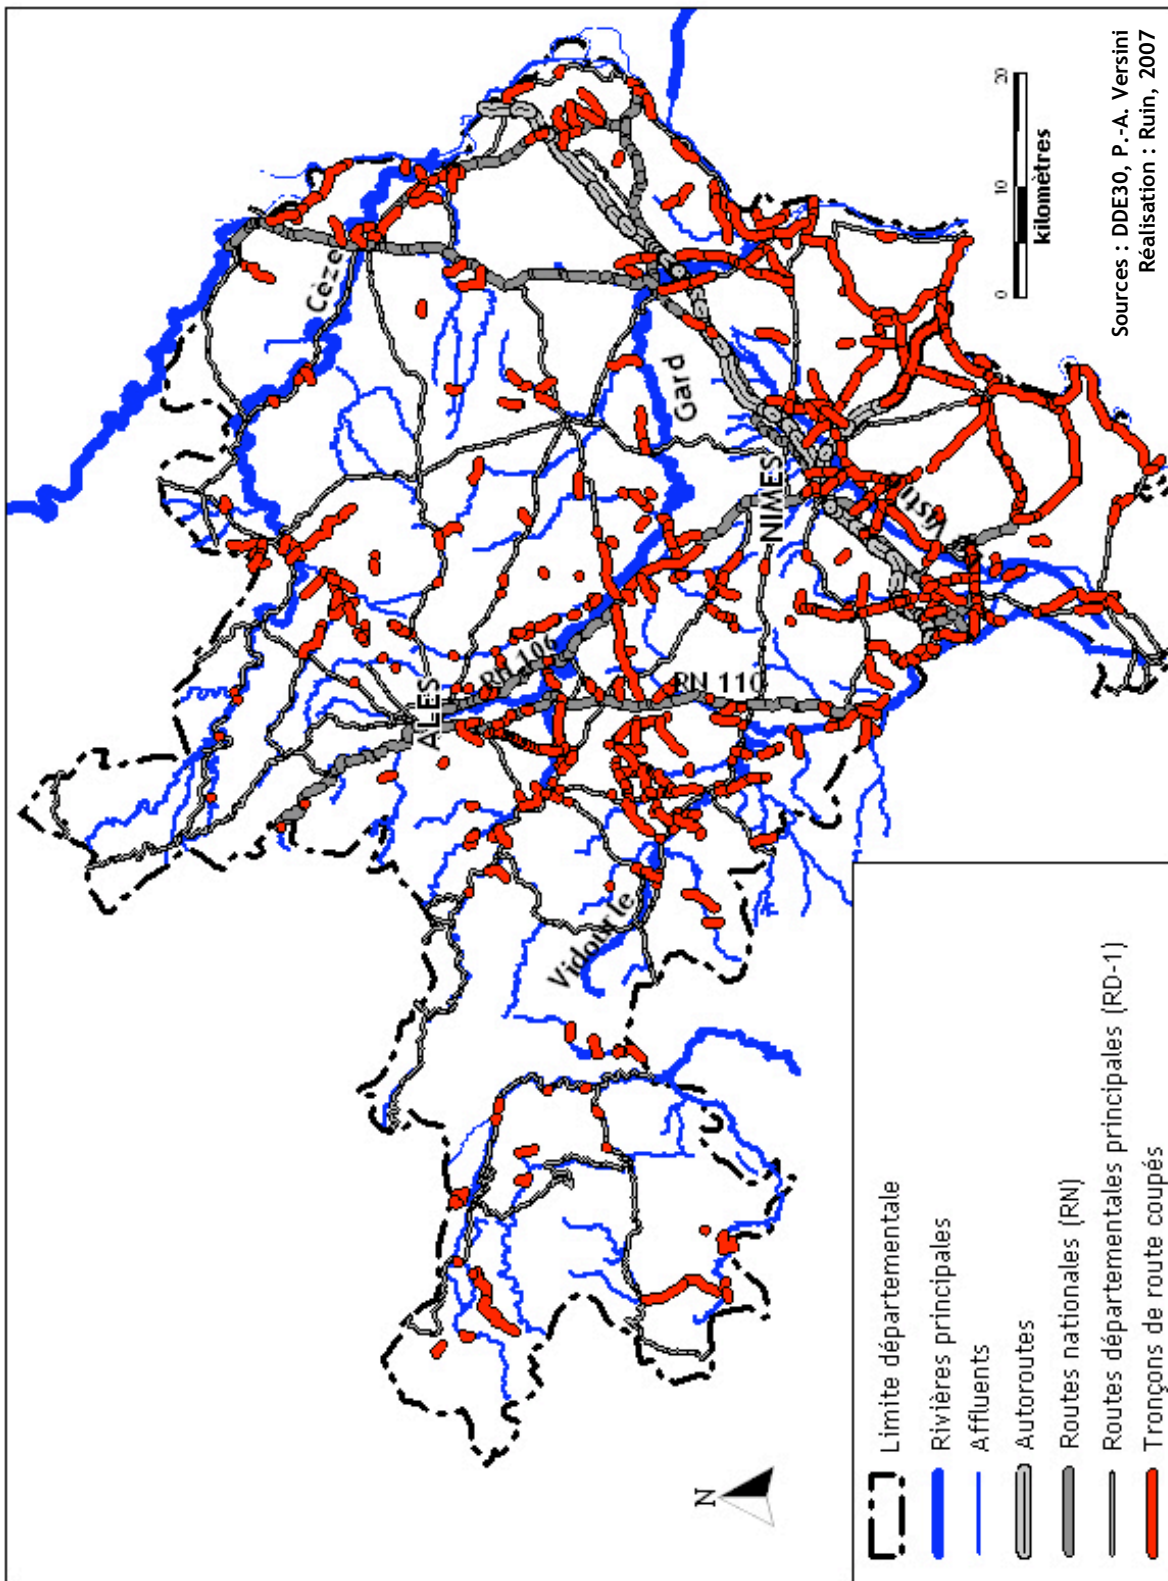 Cèze
Gard
NIMES
Vistre
RN 106
ALES
RN 110
Vidourle
N
0 10 20
kilomètres
Sources : DDE30, P.-A. Versini
Réalisation : Ruin, 2007
Limite départementale
Rivières principales
Affluents
Autoroutes
Routes nationales (RN)
Routes départementales principales (RD-1)
Tronçons de route coupés